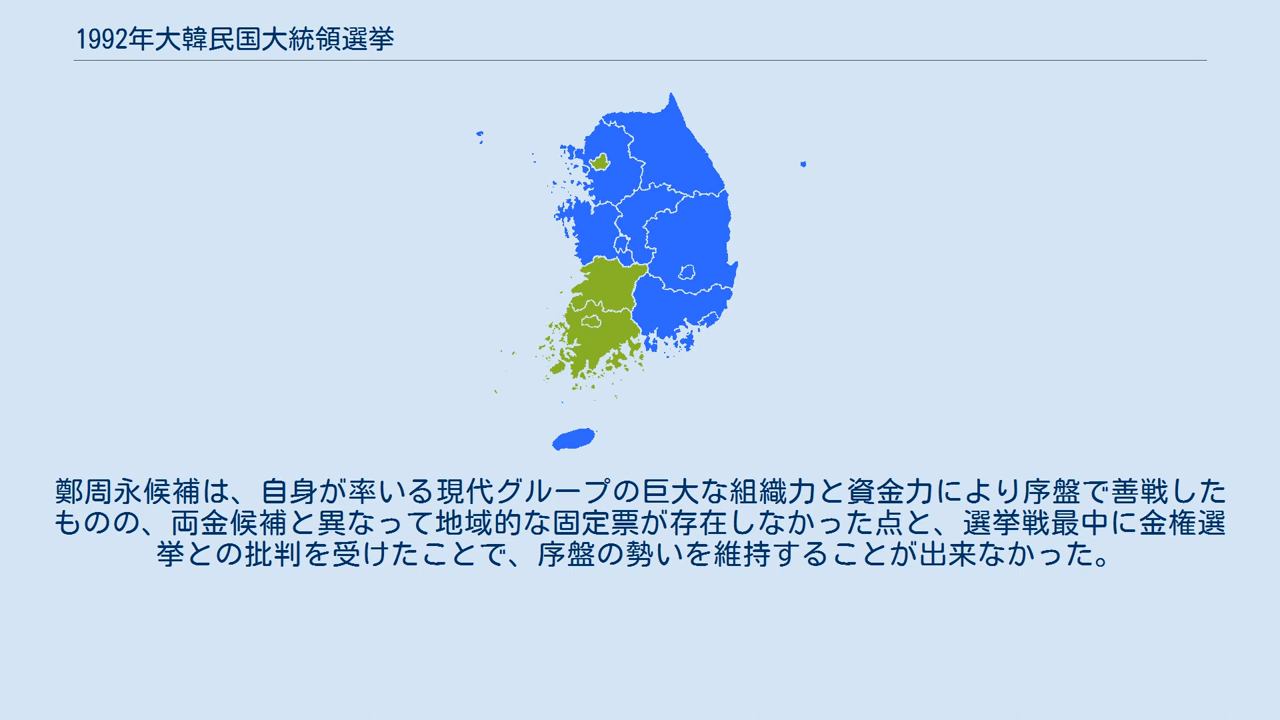 1992年大韓民国大統領選挙
鄭周永候補は、自身が率いる現代グループの巨大な組織力と資金力により序盤で善戦した
ものの、両金候補と異なって地域的な固定票が存在しなかった点と、選挙戦最中に金権選
挙との批判を受けたことで、序盤の勢いを維持することが出来なかった。